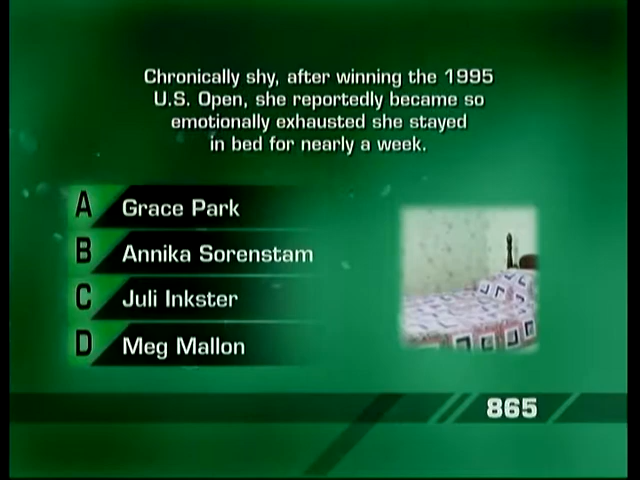 Chronically shy, after winning the 1995
U.S. Open, she reportedly became so
emotionally exhausted she stayed
in bed for nearly a week.
A Grace Park
B Annika Sorenstam
C Juli Inkster
D Meg Mallon
865